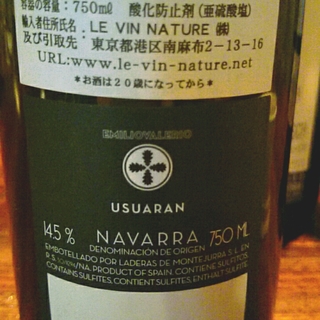 容器の容量：750ml 酸化防止剤（亜硫酸塩）
輸入者住所氏名：LE VIN NATURE ㈱
及び引取先：東京都港区南麻布2-13-16
URL:www.le-vin-nature.net
＊お酒は20歳になってから＊
EMILIOVALERIO
USUARAN
14.5 % NAVARRA 750 ML
DENOMINACIÓN DE ORIGEN
EMBOTELLADO POR LADERAS DE MONTEJURRA, S.L. EN
PRODUCT OF SPAIN. CONTIENE SULFITOS,
CONTAINS SULFITES, CONTIENT SULFITES, ENTHALT SULFITE.